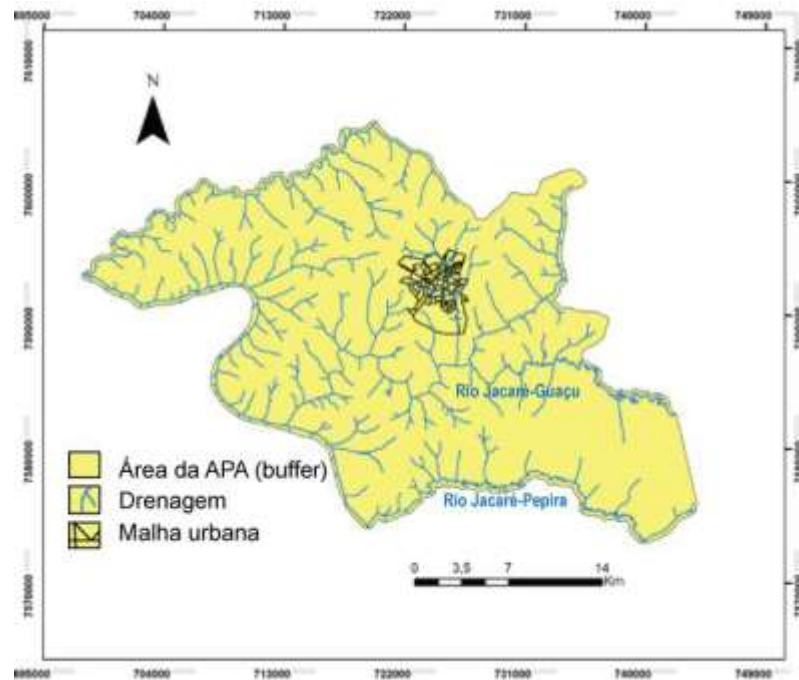 695000 704000 713000 722000 731000 740000 749000
N
Rio Jacaré-Guaçu
Rio Jacaré-Pepira
Área da APA (buffer)
Drenagem
Malha urbana
0 3,5 7 14
Km
695000 704000 713000 722000 731000 740000 749000